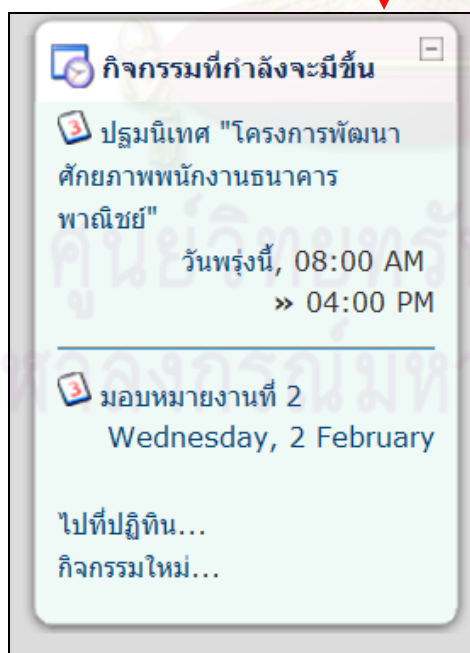 กิจกรรมที่กำลังจะมีขึ้น
ปฐมนิเทศ "โครงการพัฒนา
ศักยภาพพนักงานธนาคาร
พาณิชย์"
วันพรุ่งนี้, 08:00 AM
» 04:00 PM
มอบหมายงานที่ 2
Wednesday, 2 February
ไปที่ปฏิทิน...
กิจกรรมใหม่...